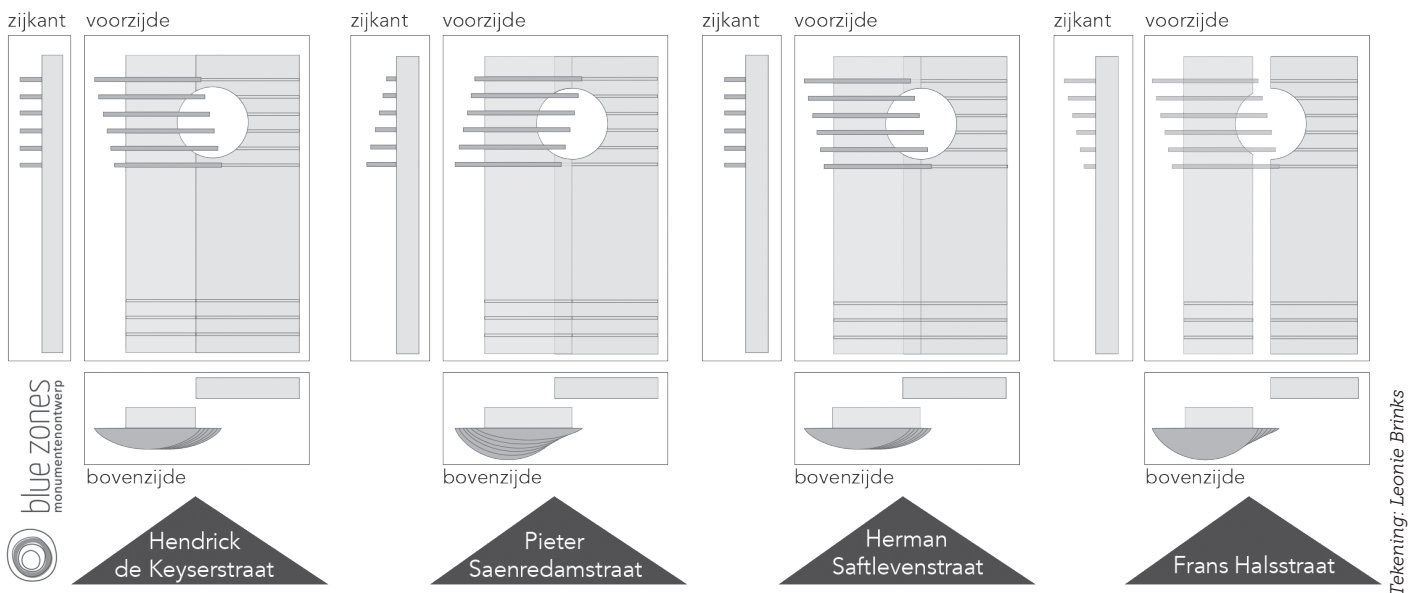 zijkant voorzijde
zijkant voorzijde
zijkant voorzijde
zijkant voorzijde
blue zones
monumentenontwerp
bovenzijde
bovenzijde
bovenzijde
bovenzijde
Hendrick
de Keyserstraat
Pieter
Saenredamstraat
Herman
Saftlevenstraat
Frans Halsstraat
Tekening: Leonie Brinks